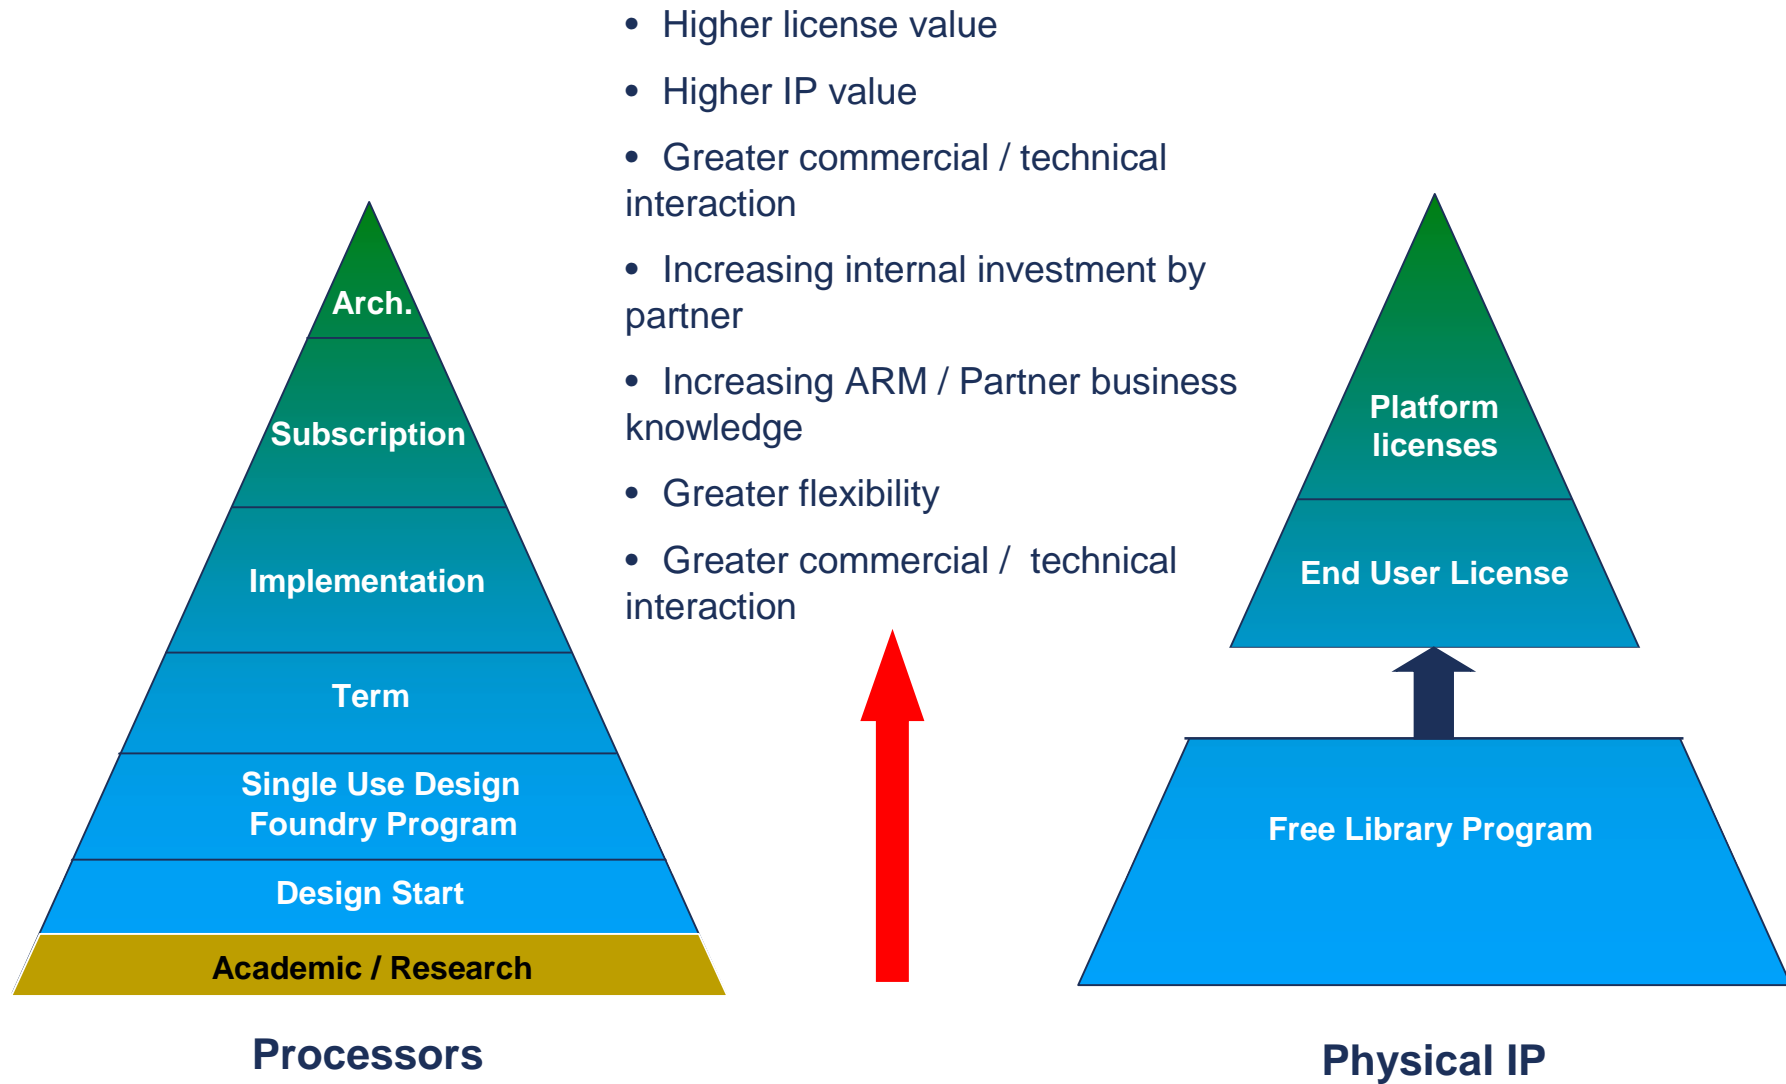 • Higher license value
• Higher IP value
• Greater commercial / technical
interaction
• Increasing internal investment by
partner
• Increasing ARM / Partner business
knowledge
• Greater flexibility
• Greater commercial /  technical
interaction
Arch.
Subscription
Implementation
Term
Single Use Design
Foundry Program
Design Start
Academic / Research
Processors
Platform
licenses
End User License
Free Library Program
Physical IP